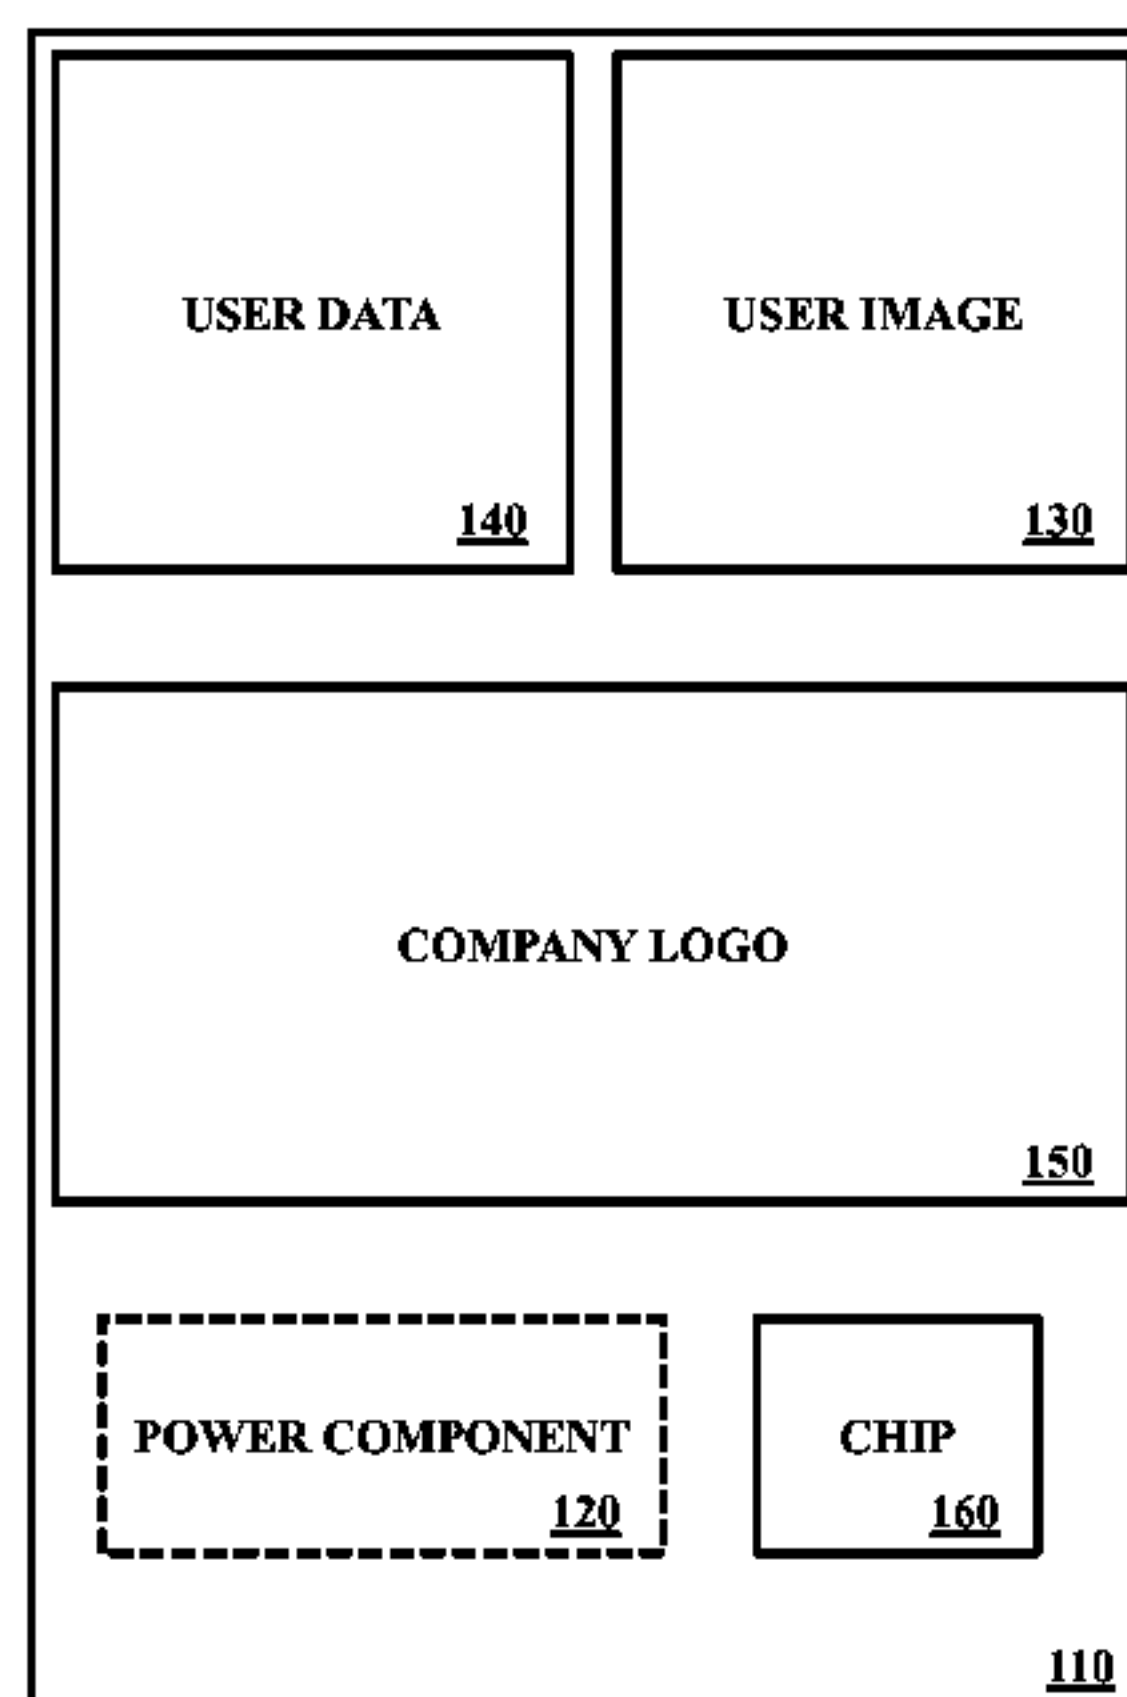 USER DATA
140
USER IMAGE
130
COMPANY LOGO
150
POWER COMPONENT
120
CHIP
160
110